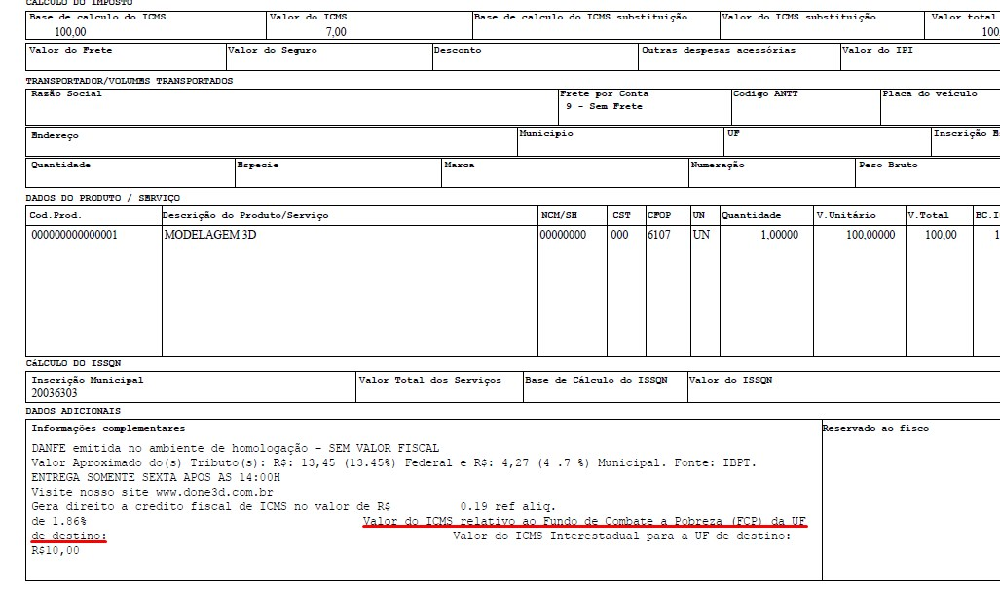 CALCULO DO IMPOSTO
Base de calculo do ICMS Valor do ICMS Base de calculo do ICMS substituição Valor do ICMS substituição Valor total
100,00 7,00 100,
Valor do Frete Valor do Seguro Desconto Outras despesas acessórias Valor do IPI
TRANSPORTADOR/VOLUMES TRANSPORTADOS
Razão Social Frete por Conta Codigo ANTT Placa do veículo
9 - Sem Frete
Endereço Municipio UF Inscrição
Quantidade Especie Marca Numeração Peso Bruto
DADOS DO PRODUTO / SERVIÇO
Cod.Prod. Descrição do Produto/Serviço NCM/SH CST CFOP UN Quantidade V.Unitário V.Total BC.I
000000000000001 MODELAGEM 3D 00000000 000 6107 UN 1,00000 100,00000 100,00 1
CáLCULO DO ISSQN
Inscrição Municipal Valor Total dos Serviços Base de Cálculo do ISSQN Valor do ISSQN
20036303
DADOS ADICIONAIS
Informações complementares Reservado ao fisco
DANFE emitida no ambiente de homologação - SEM VALOR FISCAL
Valor Aproximado do(s) Tributo(s): R$: 13,45 (13.45%) Federal e R$: 4,27 (4 .7 %) Municipal. Fonte: IBPT.
ENTREGA SOMENTE SEXTA APOS AS 14:00H
Visite nosso site www.done3d.com.br
Gera direito a credito fiscal de ICMS no valor de R$ 0.19 ref aliq.
de 1.86% Valor do ICMS relativo ao Fundo de Combate a Pobreza (FCP) da UF
de destino: Valor do ICMS Interestadual para a UF de destino:
R$10,00